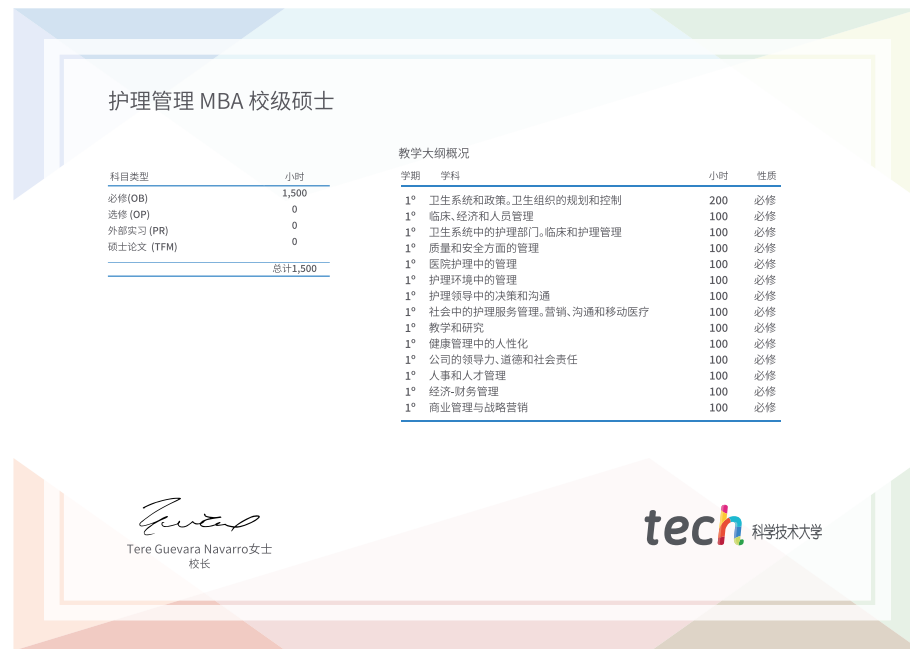 护理管理 MBA 校级硕士
科目类型 小时
必修(OB) 1,500
选修 (OP) 0
外部实习 (PR) 0
硕士论文 (TFM) 0
总计1,500
教学大纲概况
学期 学科 小时 性质
1º 卫生系统和政策。卫生组织的规划和控制 200 必修
1º 临床、经济和人员管理 100 必修
1º 卫生系统中的护理部门。临床和护理管理 100 必修
1º 质量和安全方面的管理 100 必修
1º 医院护理中的管理 100 必修
1º 护理环境中的管理 100 必修
1º 护理领导中的决策和沟通 100 必修
1º 社会中的护理服务管理。营销、沟通和移动医疗 100 必修
1º 教学和研究 100 必修
1º 健康管理中的人性化 100 必修
1º 公司的领导力、道德和社会责任 100 必修
1º 人事和人才管理 100 必修
1º 经济-财务管理 100 必修
1º 商业管理与战略营销 100 必修
Tere Guevara Navarro女士
校长
tech 科学技术大学